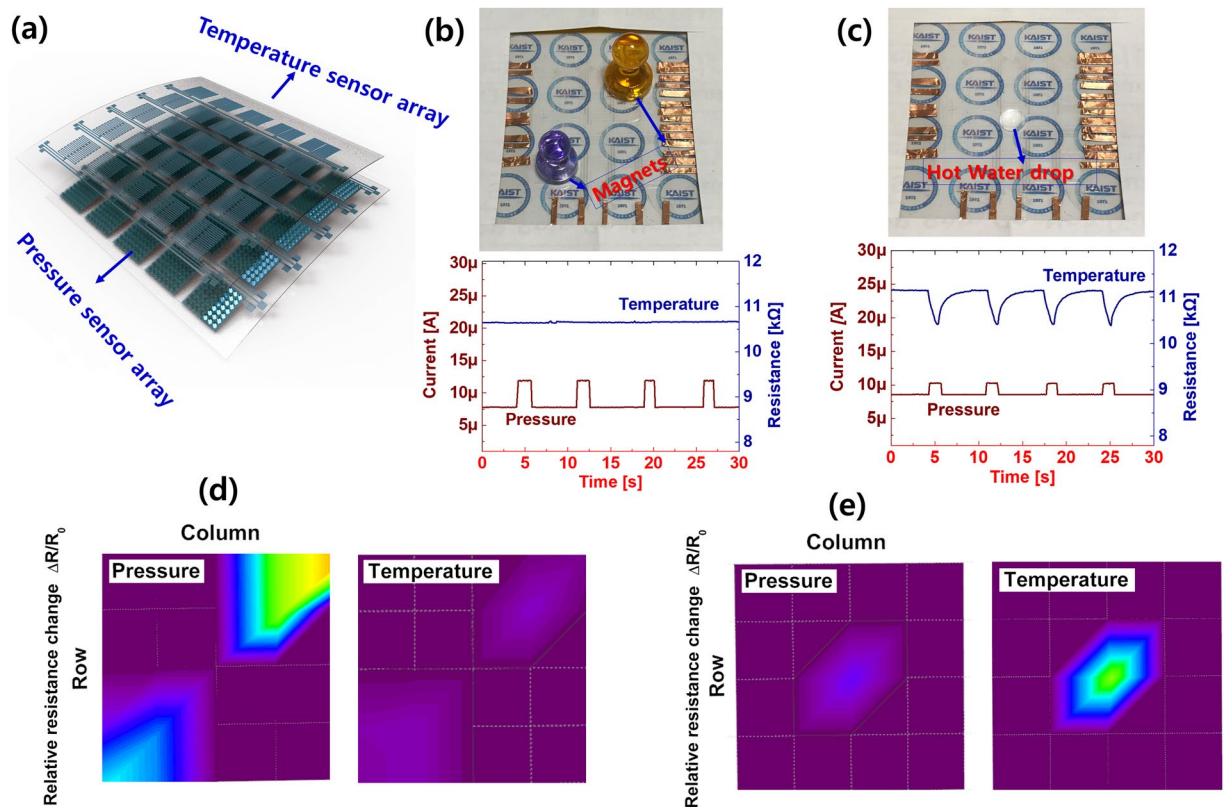 (a)
Temperature sensor array
Pressure sensor array
(b)
KAIST
Magnets
30μ
25μ
20μ
15μ
10μ
5μ
Current [A]
Temperature
Pressure
12
11
10
9
8
Resistance [kΩ]
0 5 10 15 20 25 30
Time [s]
(c)
KAIST
Hot Water drop
30μ
25μ
20μ
15μ
10μ
5μ
Current [A]
Temperature
Pressure
12
11
10
9
8
Resistance [kΩ]
0 5 10 15 20 25 30
Time [s]
(d)
Column
Relative resistance change ΔR/R0
Row
Pressure
Temperature
(e)
Column
Relative resistance change ΔR/R0
Row
Pressure
Temperature